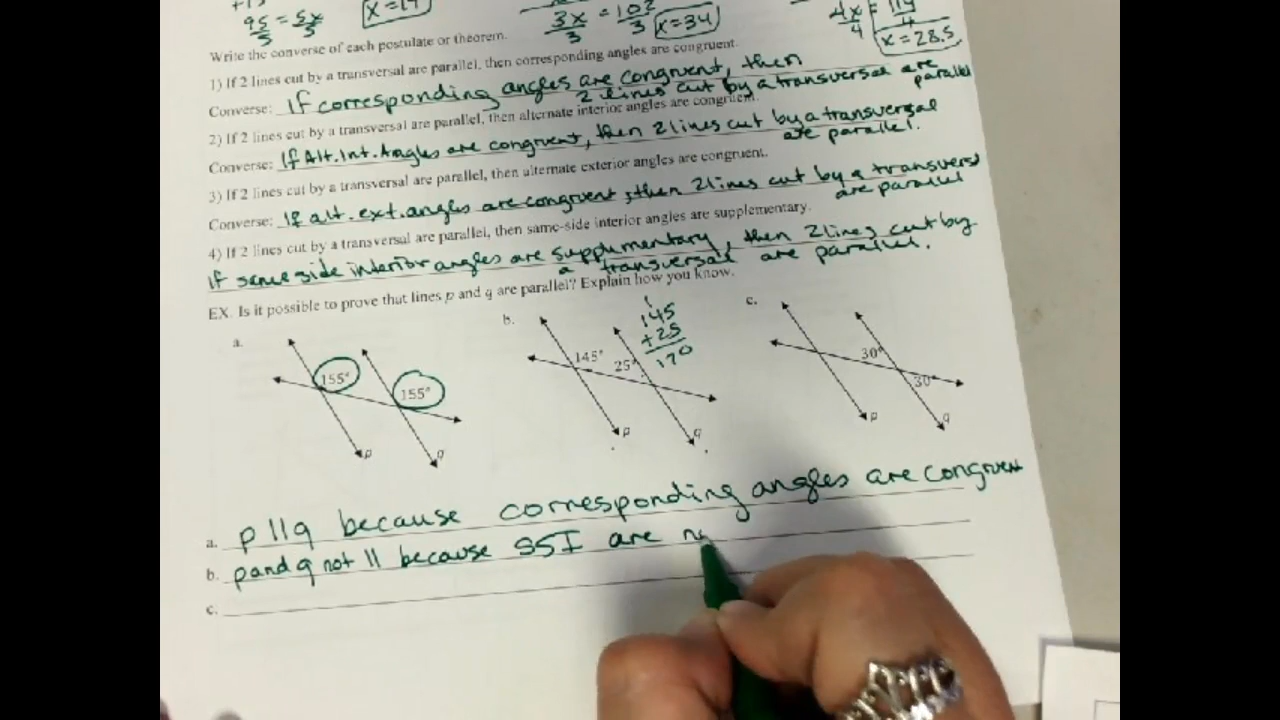 95/5 = 5x/5
3x/3 = 102/3 x=34
4x/4 = 114/4
x=28.5
Write the converse of each postulate or theorem.
1) If 2 lines cut by a transversal are parallel, then corresponding angles are congruent.
Converse: If corresponding angles are congruent, then
2 lines cut by a transversal are parallel
2) If 2 lines cut by a transversal are parallel, then alternate interior angles are congruent.
Converse: If Alt. Int. Angles are congruent, then 2 lines cut by a transversal
are parallel.
3) If 2 lines cut by a transversal are parallel, then alternate exterior angles are congruent.
Converse: If alt. ext. angles are congruent, then 2 lines cut by a transversal
are parallel
4) If 2 lines cut by a transversal are parallel, then same-side interior angles are supplementary.
If same side interior angles are supplumentary, then 2 lines cut by
a transversal are parallel.
EX. Is it possible to prove that lines p and q are parallel? Explain how you know.
a.
155°
155°
p
q
b.
145°
25°
1
145
+25
170
p
q
c.
30°
30°
p
q
a. p || q because corresponding angles are congruent
b. p and q not || because SSI are
c.